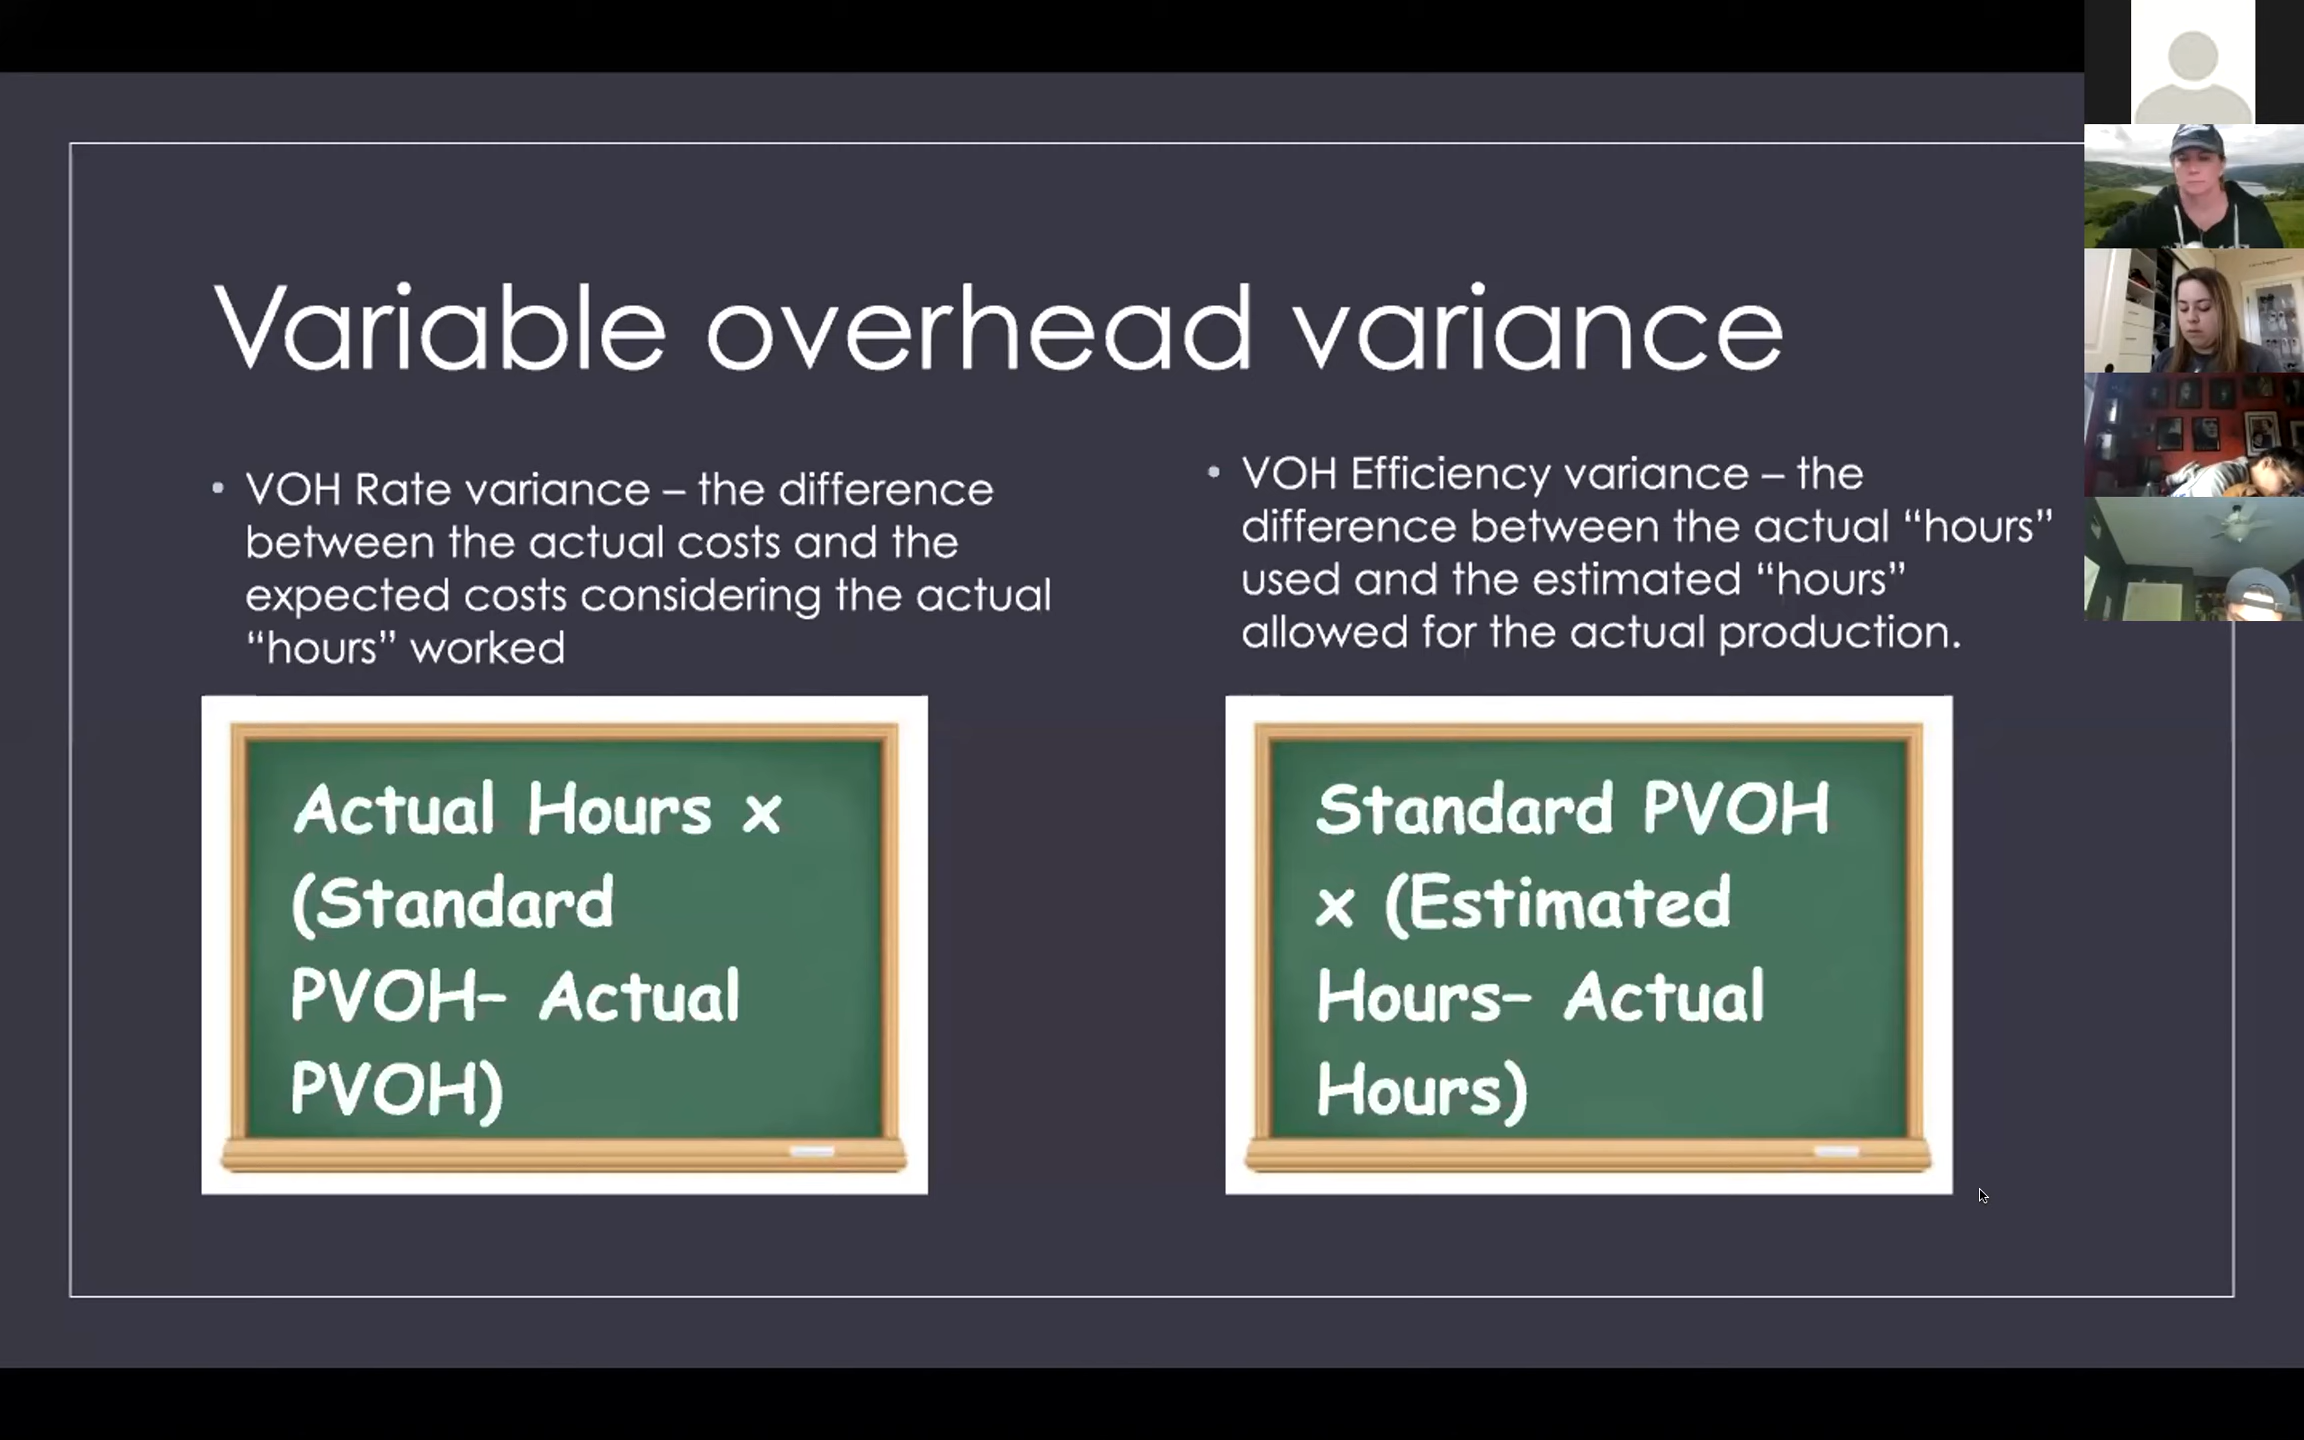 Variable overhead variance
• VOH Rate variance – the difference
between the actual costs and the
expected costs considering the actual
“hours” worked
• VOH Efficiency variance – the
difference between the actual “hours”
used and the estimated “hours”
allowed for the actual production.
Actual Hours x
(Standard
PVOH– Actual
PVOH)
Standard PVOH
x (Estimated
Hours– Actual
Hours)